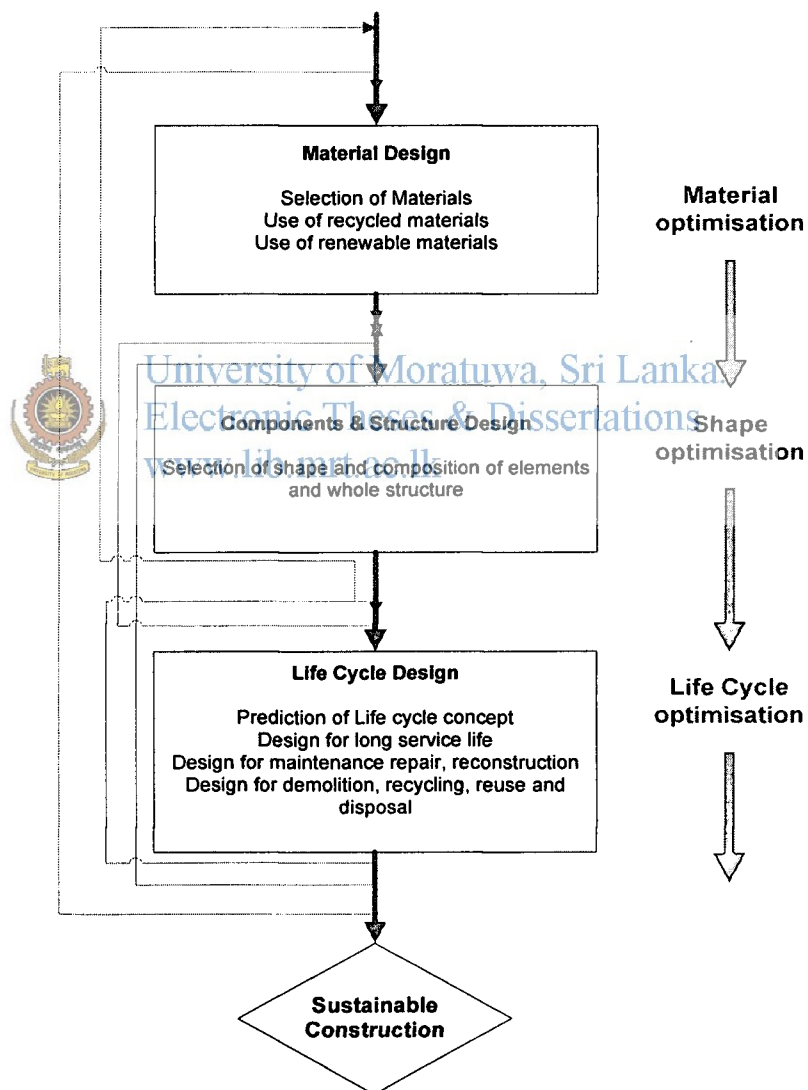 Material Design
Selection of Materials
Use of recycled materials
Use of renewable materials
Material
optimisation
University of Moratuwa, Sri Lanka.
Electronic Theses & Dissertations
www.lib.mrt.ac.lk
Components & Structure Design
Selection of shape and composition of elements
and whole structure
Shape
optimisation
Life Cycle Design
Prediction of Life cycle concept
Design for long service life
Design for maintenance repair, reconstruction
Design for demolition, recycling, reuse and
disposal
Life Cycle
optimisation
Sustainable
Construction